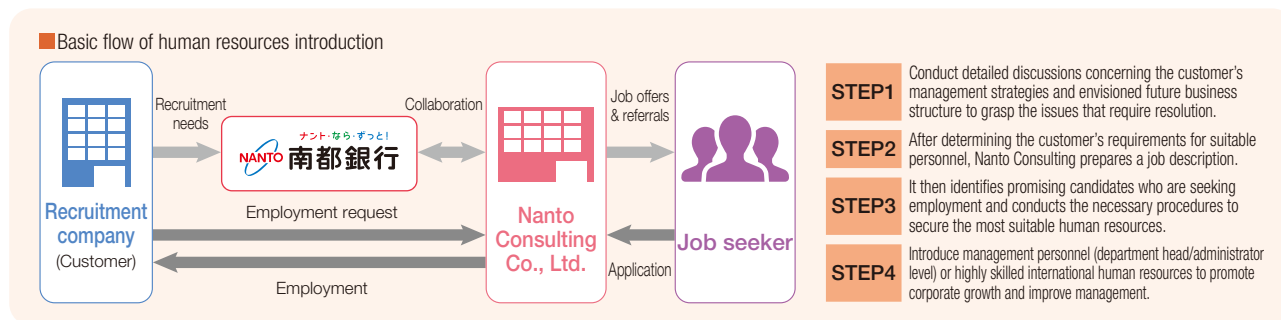 Basic flow of human resources introduction
Recruitment
needs
Collaboration
Job offers
& referrals
ナント・なら・ずっと!
NANTO 南都銀行
Employment request
Recruitment
company
(Customer)
Nanto
Consulting
Co., Ltd.
Job seeker
Application
Employment
STEP1
Conduct detailed discussions concerning the customer's
management strategies and envisioned future business
structure to grasp the issues that require resolution.
STEP2
After determining the customer's requirements for suitable
personnel, Nanto Consulting prepares a job description.
STEP3
It then identifies promising candidates who are seeking
employment and conducts the necessary procedures to
secure the most suitable human resources.
STEP4
Introduce management personnel (department head/administrator
level) or highly skilled international human resources to promote
corporate growth and improve management.